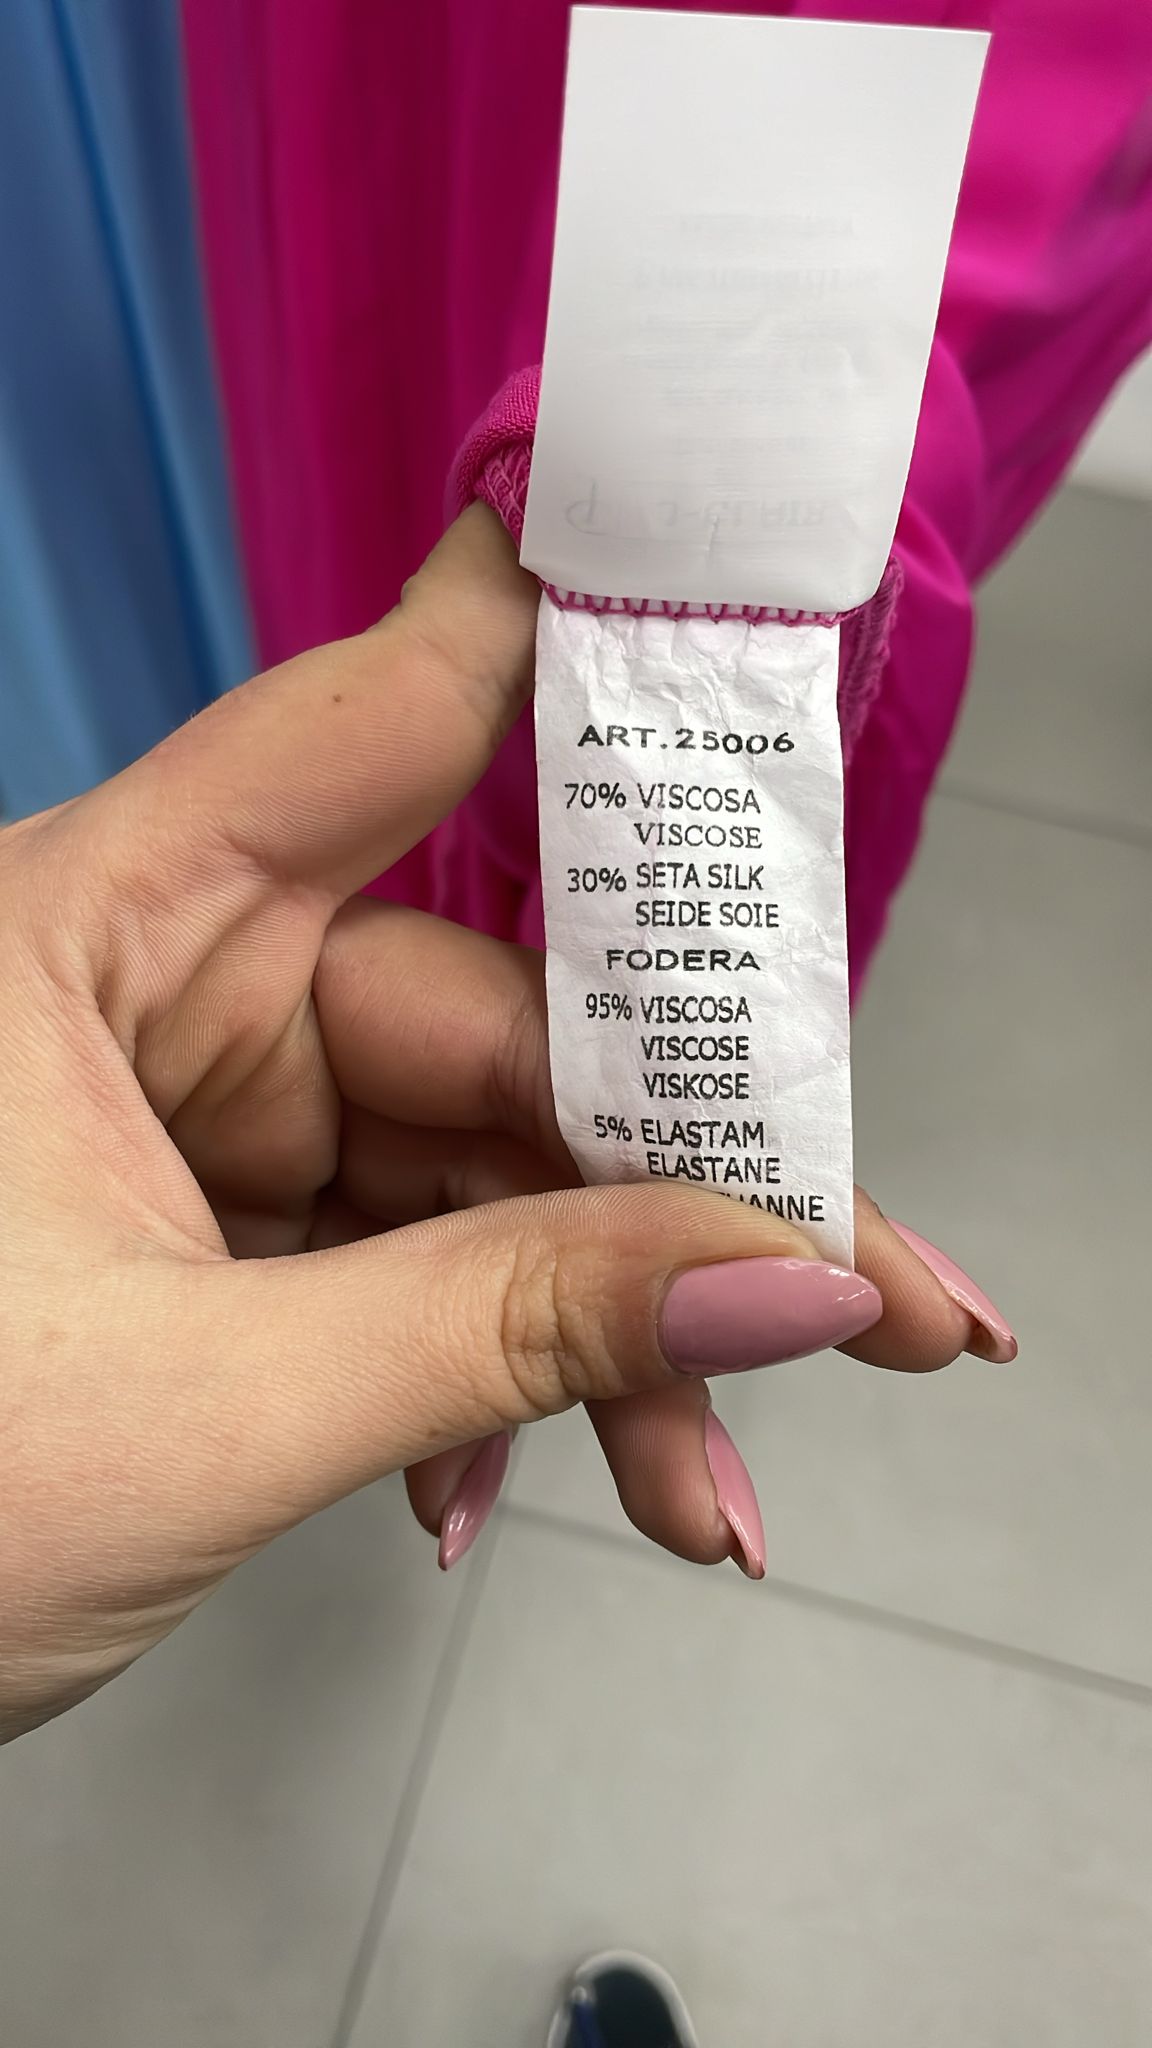 ART.25006
70% VISCOSA
VISCOSE
30% SETA SILK
SEIDE SOIE
FODERA
95% VISCOSA
VISCOSE
VISKOSE
5% ELASTAM
ELASTANE